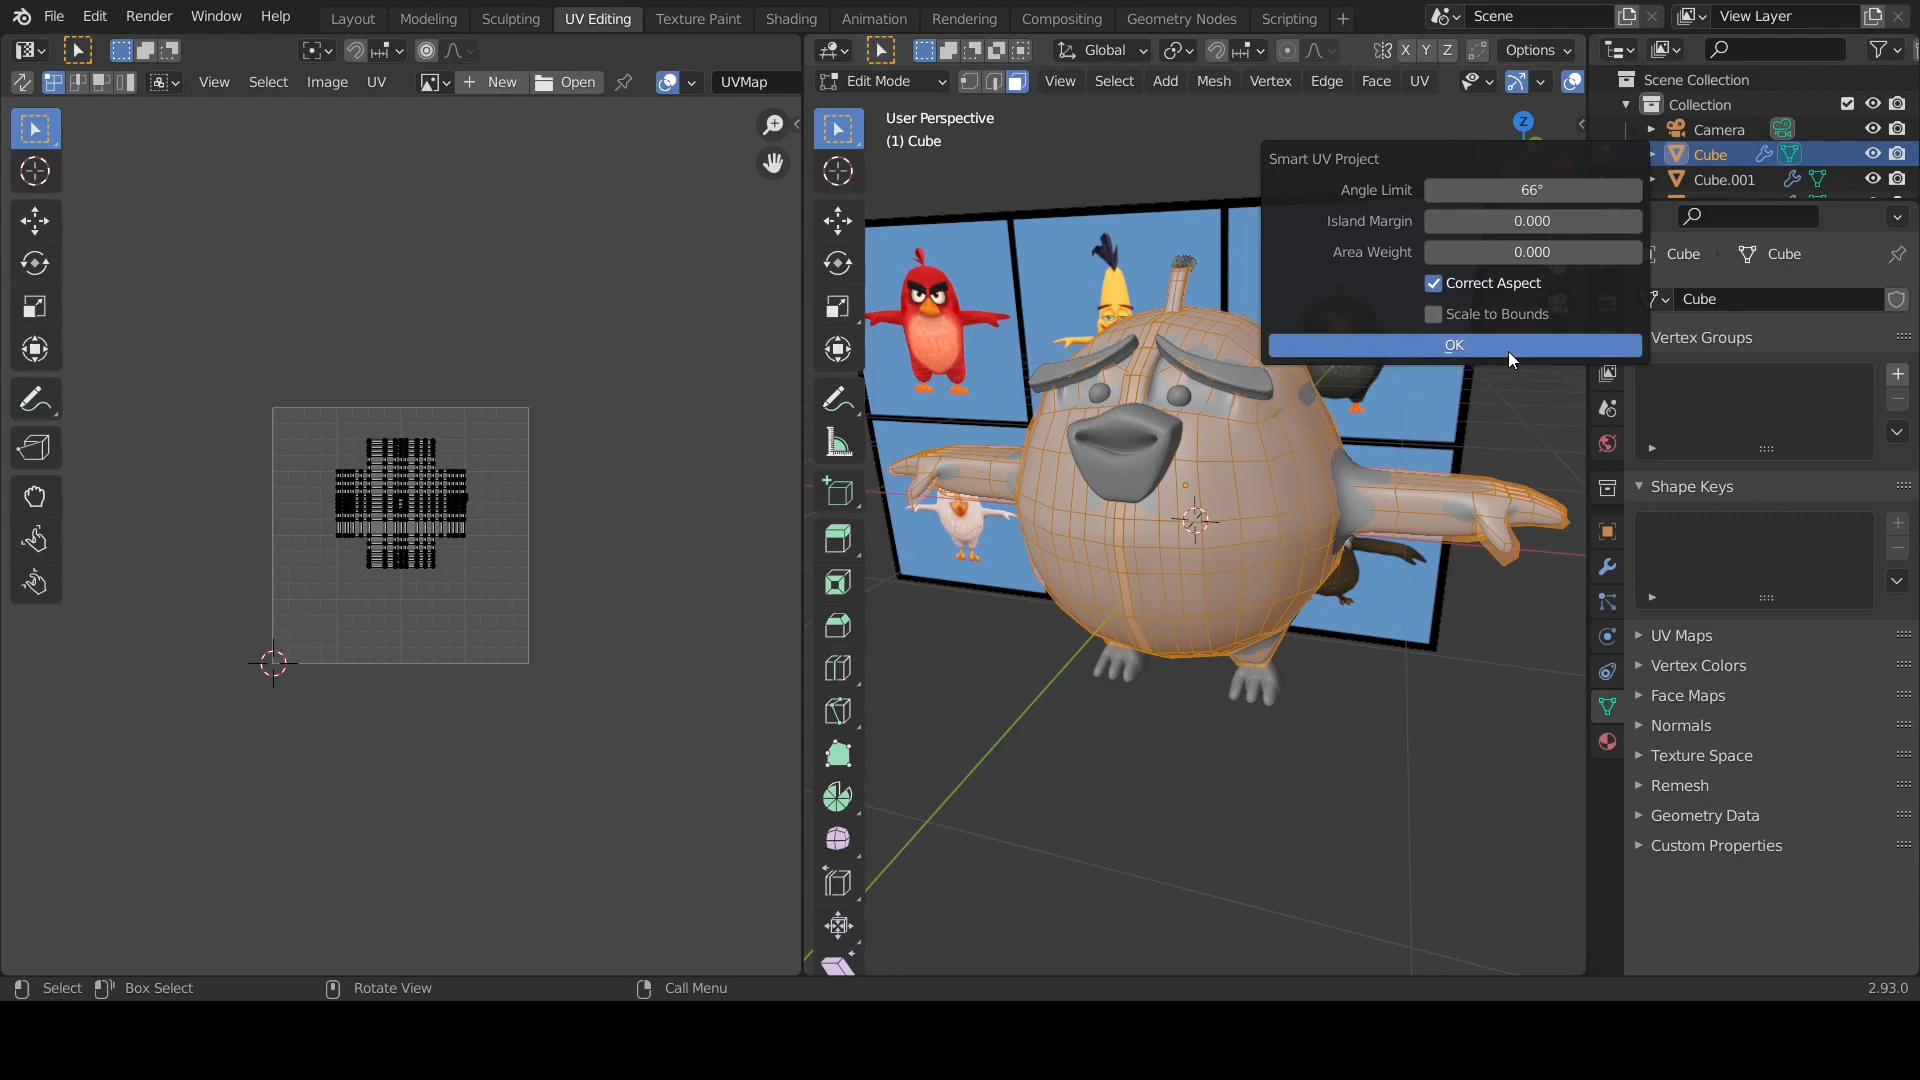 File Edit Render Window Help Layout Modeling Sculpting UV Editing Texture Paint Shading Animation Rendering Compositing Geometry Nodes Scripting + Scene View Layer
Global X Y Z Options
View Select Image UV + New Open UVMap Edit Mode View Select Add Mesh Vertex Edge Face UV Scene Collection
Collection
User Perspective
(1) Cube
Z
Camera
Cube
Cube.001
Smart UV Project
Angle Limit 66°
Island Margin 0.000
Area Weight 0.000
Correct Aspect
Scale to Bounds
OK
Cube Cube
Cube
Vertex Groups
Shape Keys
UV Maps
Vertex Colors
Face Maps
Normals
Texture Space
Remesh
Geometry Data
Custom Properties
Select Box Select Rotate View Call Menu 2.93.0